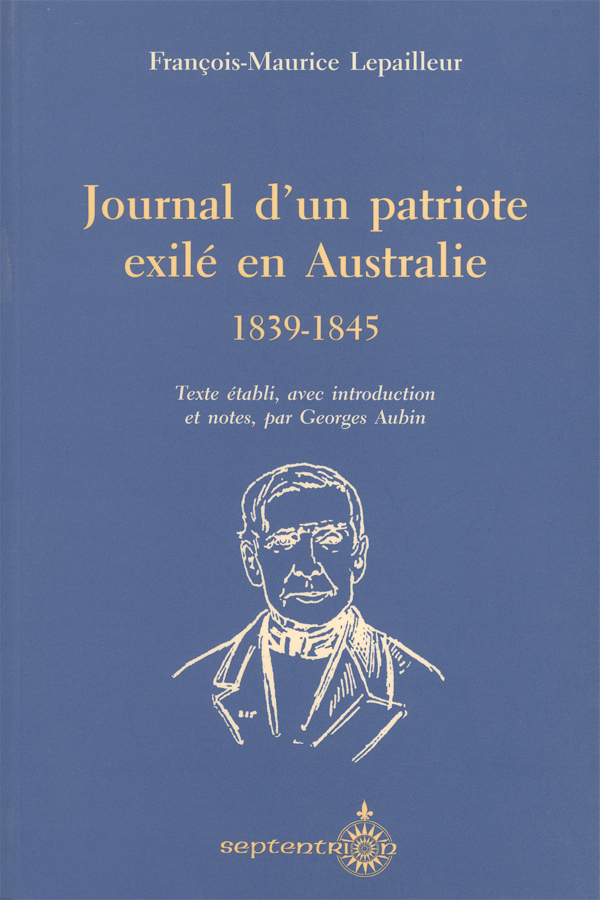 François-Maurice Lepailleur
Journal d'un patriote
exilé en Australie
1839-1845
Texte établi, avec introduction
et notes, par Georges Aubin
septentrion